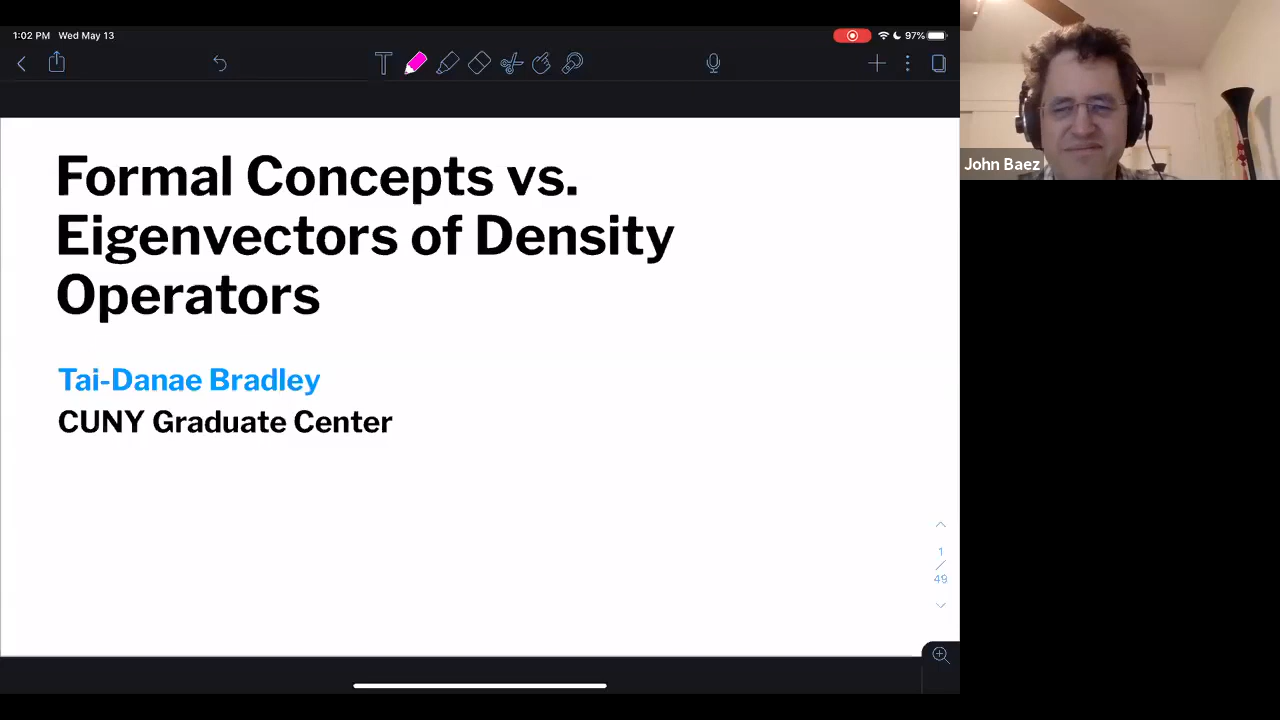 1:02 PM Wed May 13
97%
T
Formal Concepts vs.
Eigenvectors of Density
Operators
Tai-Danae Bradley
CUNY Graduate Center
1
/
49
John Baez